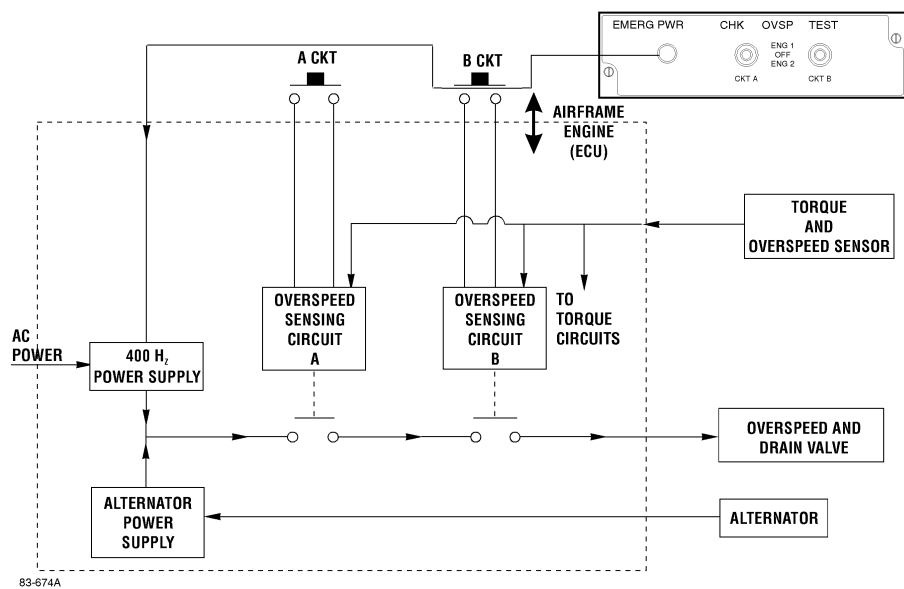 EMERG PWR
CHK OVSP TEST
ENG 1
OFF
ENG 2
CKT A
CKT B
A CKT
B CKT
AIRFRAME
ENGINE
(ECU)
TORQUE
AND
OVERSPEED SENSOR
OVERSPEED
SENSING
CIRCUIT
A
OVERSPEED
SENSING
CIRCUIT
B
TO
TORQUE
CIRCUITS
AC
POWER
400 Hz
POWER SUPPLY
OVERSPEED AND
DRAIN VALVE
ALTERNATOR
POWER
SUPPLY
ALTERNATOR
83-674A